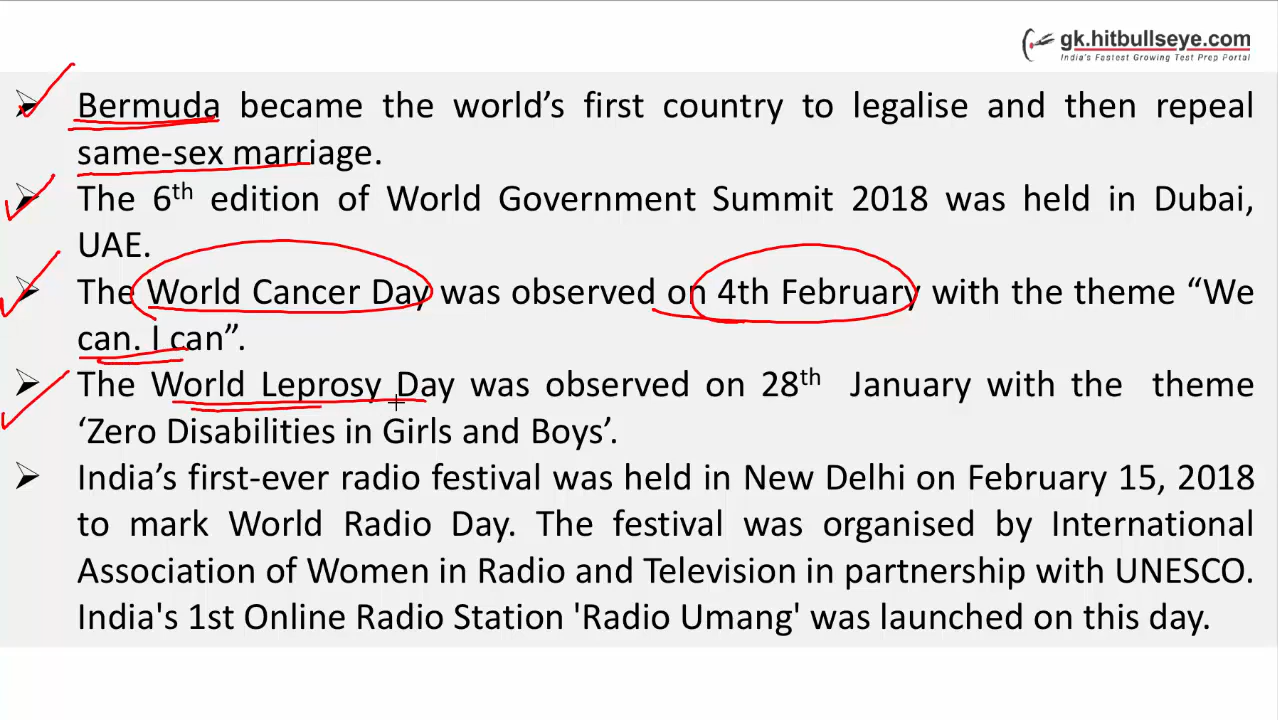 gk.hitbullseye.com
India's Fastest Growing Test Prep Portal
➢ Bermuda became the world’s first country to legalise and then repeal
same-sex marriage.
➢ The 6th edition of World Government Summit 2018 was held in Dubai,
UAE.
➢ The World Cancer Day was observed on 4th February with the theme “We
can. I can”.
➢ The World Leprosy Day was observed on 28th January with the theme
‘Zero Disabilities in Girls and Boys’.
➢ India’s first-ever radio festival was held in New Delhi on February 15, 2018
to mark World Radio Day. The festival was organised by International
Association of Women in Radio and Television in partnership with UNESCO.
India's 1st Online Radio Station 'Radio Umang' was launched on this day.